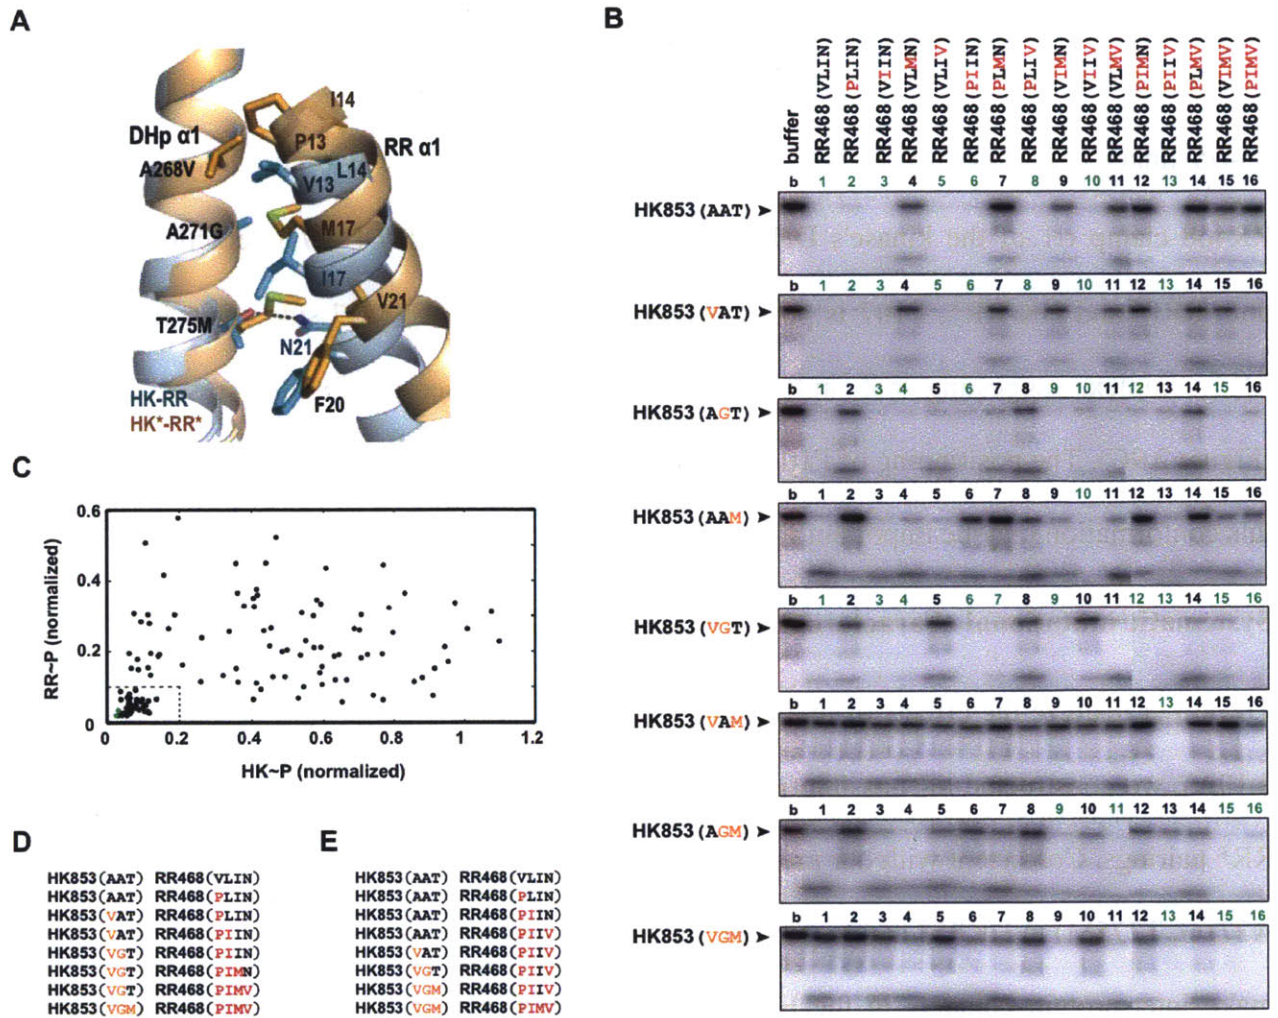 A
I14
DHp α1
P13
RR α1
A268V
L14
V13
A271G
M17
I17
V21
T275M
N21
HK-RR
F20
HK*-RR*
B
buffer
RR468(VLIN)
RR468(PLIN)
RR468(VIIN)
RR468(VLMN)
RR468(VLIV)
RR468(PIIN)
RR468(PLMN)
RR468(PLIV)
RR468(VIMN)
RR468(VIIV)
RR468(VLMV)
RR468(PIMN)
RR468(PIIV)
RR468(PLMV)
RR468(VIMV)
RR468(PIMV)
b 1 2 3 4 5 6 7 8 9 10 11 12 13 14 15 16
HK853(AAT)
b 1 2 3 4 5 6 7 8 9 10 11 12 13 14 15 16
HK853(VAT)
b 1 2 3 4 5 6 7 8 9 10 11 12 13 14 15 16
HK853(AGT)
b 1 2 3 4 5 6 7 8 9 10 11 12 13 14 15 16
HK853(AAM)
b 1 2 3 4 5 6 7 8 9 10 11 12 13 14 15 16
HK853(VGT)
b 1 2 3 4 5 6 7 8 9 10 11 12 13 14 15 16
HK853(VAM)
b 1 2 3 4 5 6 7 8 9 10 11 12 13 14 15 16
HK853(AGM)
b 1 2 3 4 5 6 7 8 9 10 11 12 13 14 15 16
HK853(VGM)
C
0.6
0.4
0.2
0
RR~P (normalized)
0 0.2 0.4 0.6 0.8 1 1.2
HK~P (normalized)
D
HK853(AAT) RR468(VLIN)
HK853(AAT) RR468(PLIN)
HK853(VAT) RR468(PLIN)
HK853(VAT) RR468(PIIN)
HK853(VGT) RR468(PIIN)
HK853(VGT) RR468(PIMN)
HK853(VGT) RR468(PIMV)
HK853(VGM) RR468(PIMV)
E
HK853(AAT) RR468(VLIN)
HK853(AAT) RR468(PLIN)
HK853(AAT) RR468(PIIN)
HK853(AAT) RR468(PIIV)
HK853(VAT) RR468(PIIV)
HK853(VGT) RR468(PIIV)
HK853(VGM) RR468(PIIV)
HK853(VGM) RR468(PIMV)